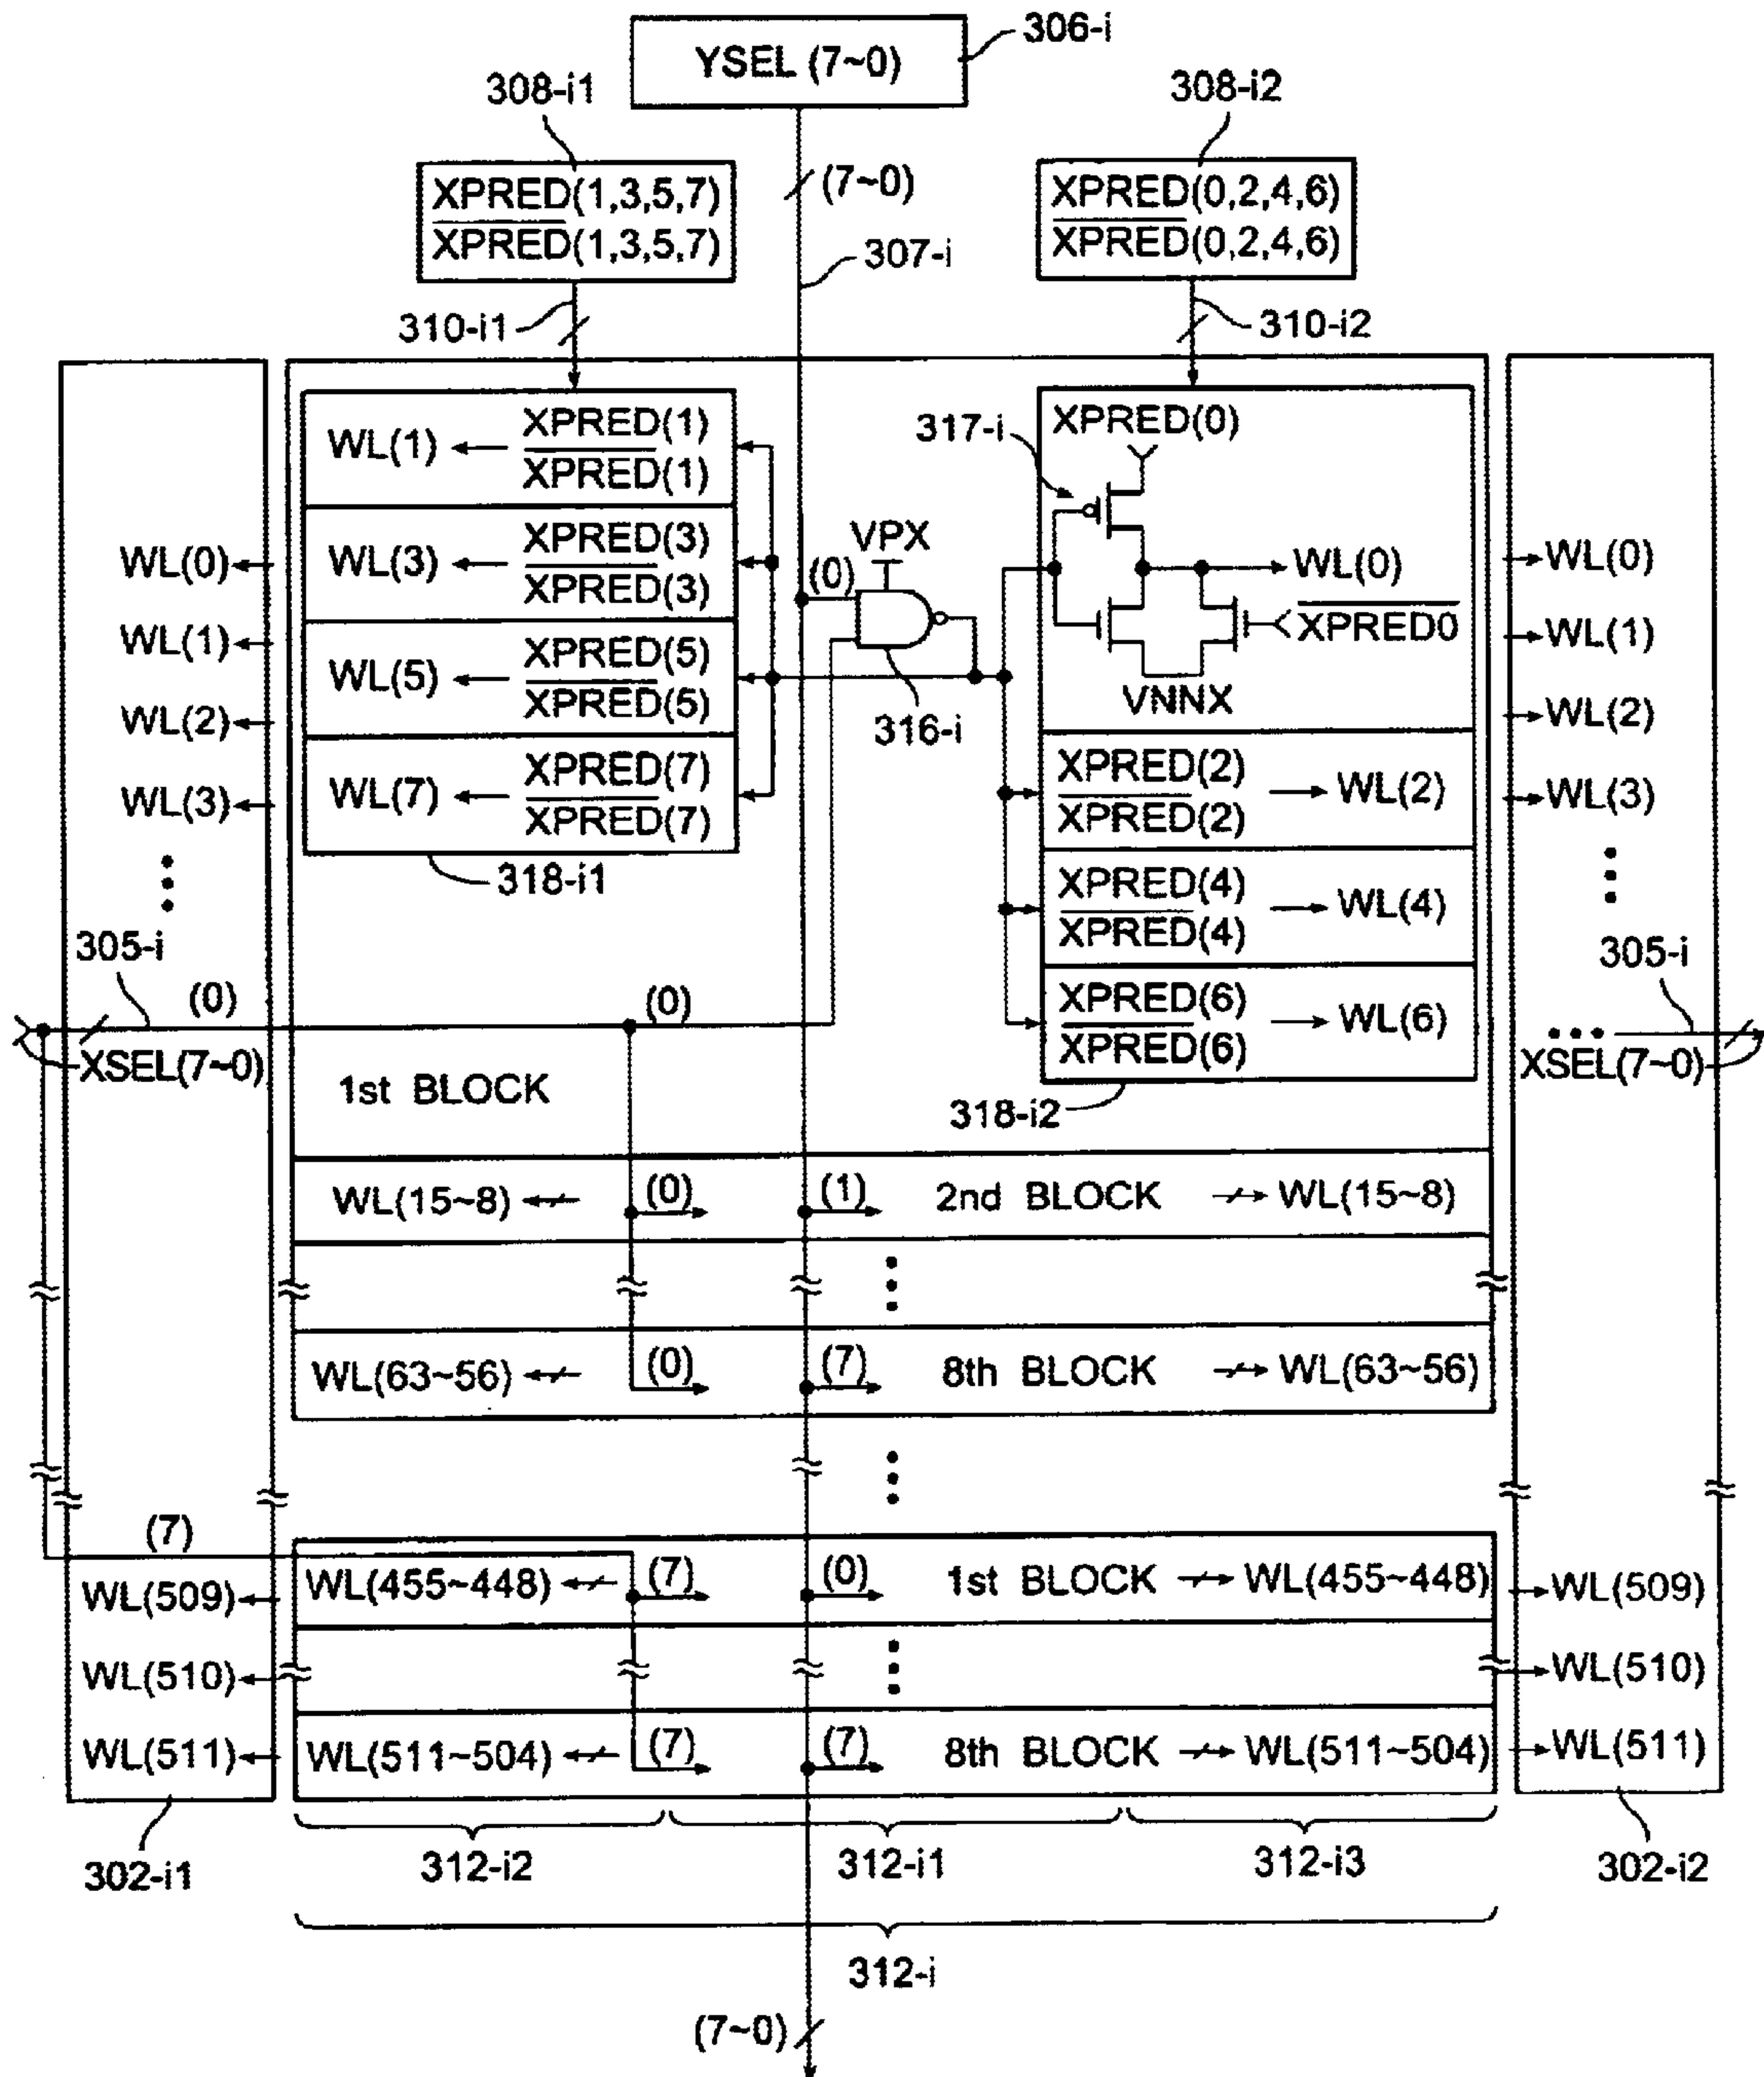 306-i
YSEL (7~0)
308-i1
308-i2
XPRED(1,3,5,7)
XPRED(1,3,5,7)
(7~0)
XPRED(0,2,4,6)
XPRED(0,2,4,6)
307-i
310-i1
310-i2
WL(1)
XPRED(1)
XPRED(1)
WL(3)
XPRED(3)
XPRED(3)
WL(5)
XPRED(5)
XPRED(5)
WL(7)
XPRED(7)
XPRED(7)
318-i1
VPX
(0)
316-i
317-i
XPRED(0)
WL(0)
XPRED0
VNNX
XPRED(2)
XPRED(2)
WL(2)
XPRED(4)
XPRED(4)
WL(4)
XPRED(6)
XPRED(6)
WL(6)
318-i2
WL(0)
WL(1)
WL(2)
WL(3)
WL(0)
WL(1)
WL(2)
WL(3)
305-i
(0)
(0)
XSEL(7~0)
305-i
XSEL(7~0)
1st BLOCK
WL(15~8)
(0)
(1)
2nd BLOCK
WL(15~8)
WL(63~56)
(0)
(7)
8th BLOCK
WL(63~56)
(7)
WL(509)
WL(455~448)
(7)
(0)
1st BLOCK
WL(455~448)
WL(509)
WL(510)
WL(510)
WL(511)
WL(511~504)
(7)
(7)
8th BLOCK
WL(511~504)
WL(511)
302-i1
312-i2
312-i1
312-i3
302-i2
312-i
(7~0)